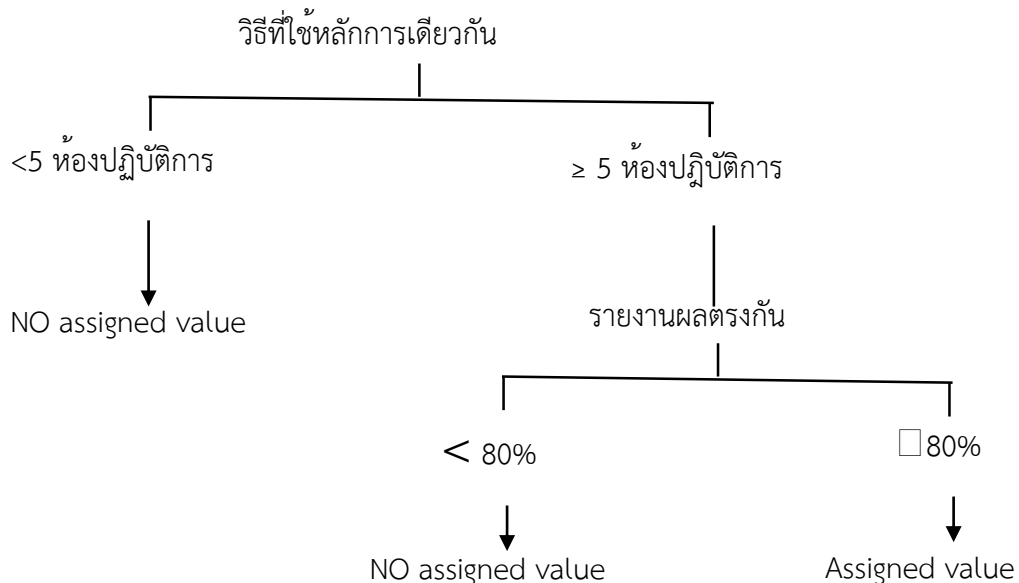 วิธีที่ใช้หลักการเดียวกัน
<5 ห้องปฏิบัติการ
≥ 5 ห้องปฎิบัติการ
NO assigned value
รายงานผลตรงกัน
< 80%
□80%
NO assigned value
Assigned value